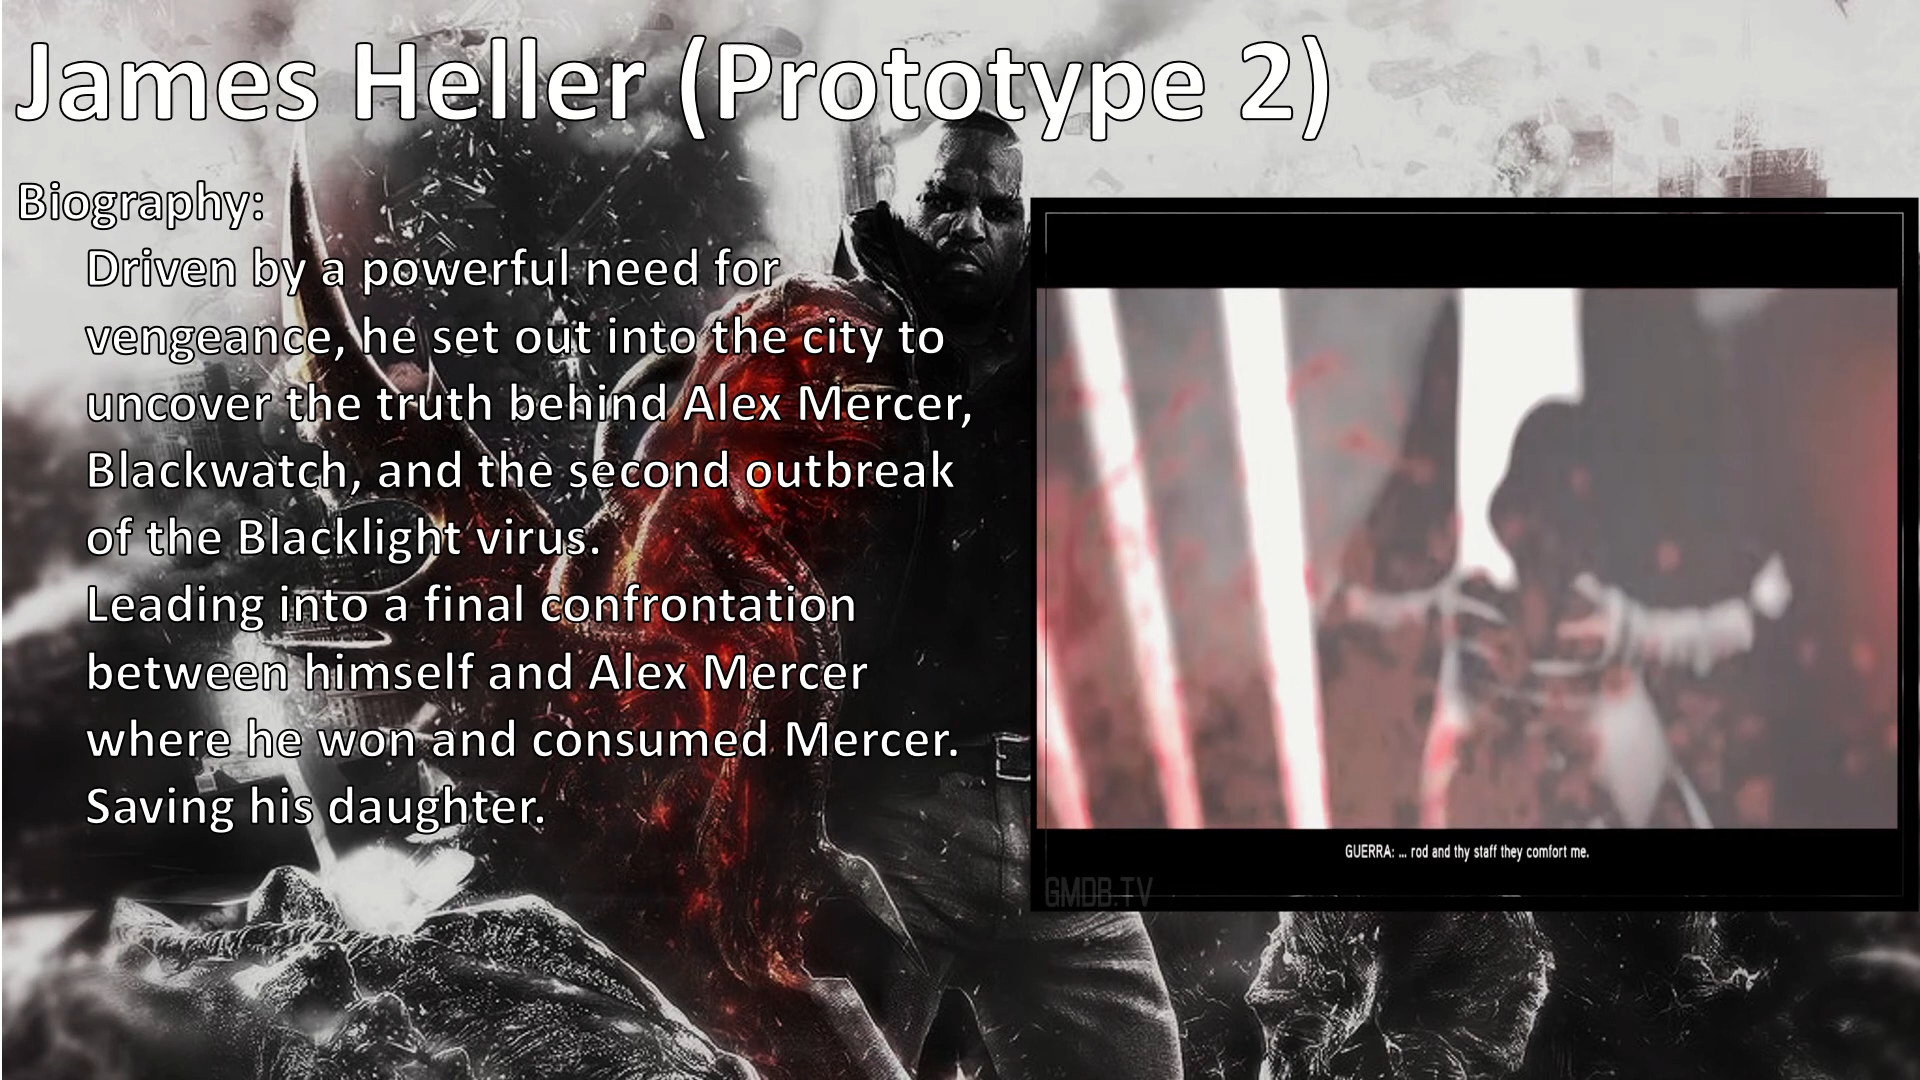 James Heller (Prototype 2)
Biography:
Driven by a powerful need for
vengeance, he set out into the city to
uncover the truth behind Alex Mercer,
Blackwatch, and the second outbreak
of the Blacklight virus.
Leading into a final confrontation
between himself and Alex Mercer
where he won and consumed Mercer.
Saving his daughter.
GUERRA: ... rod and thy staff they comfort me.
GMDB.TV